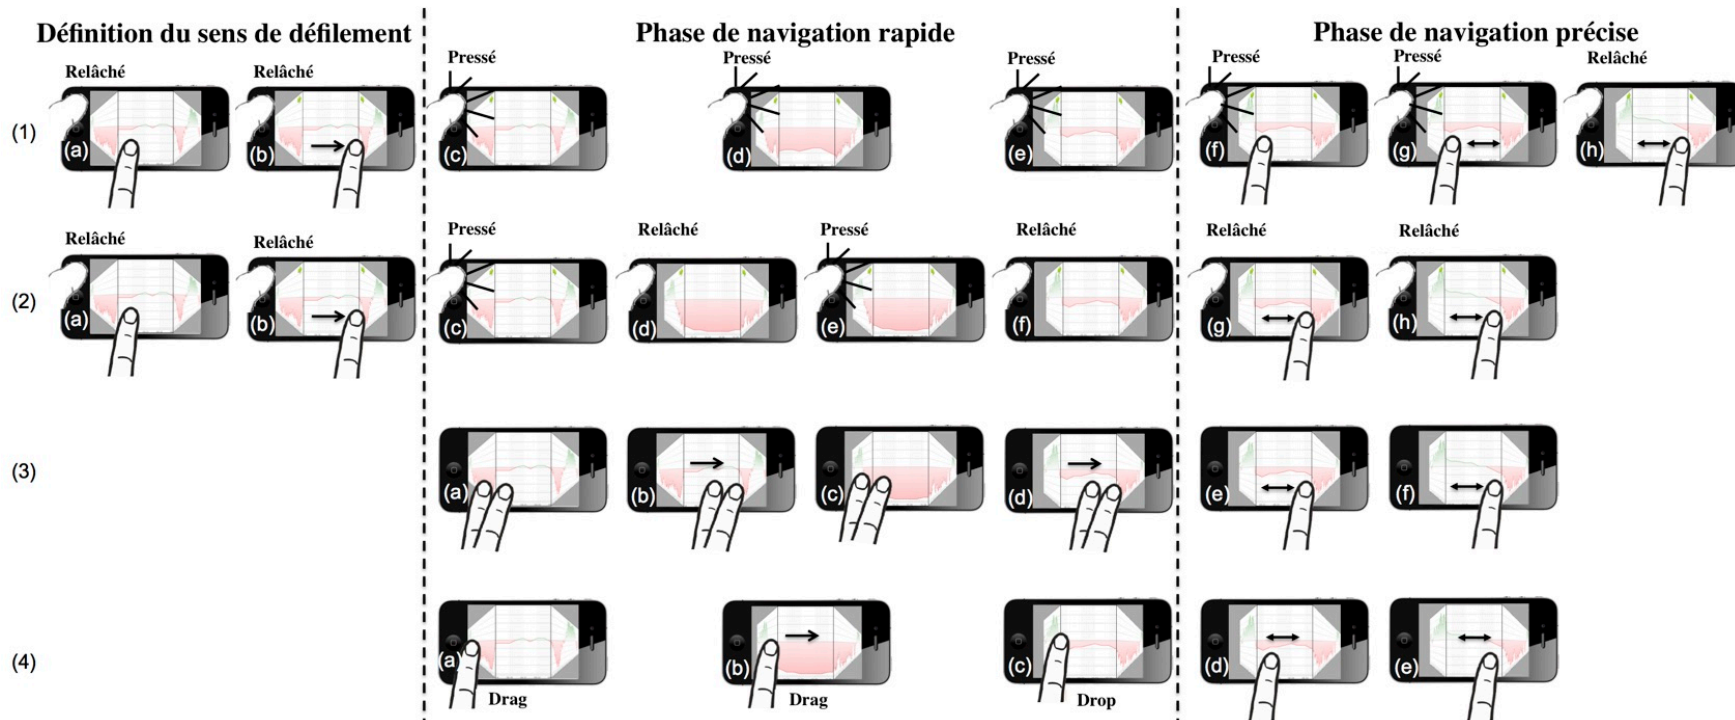 Définition du sens de défilement Phase de navigation rapide Phase de navigation précise
Relâché Relâché Pressé Pressé Pressé Pressé Pressé Relâché
(1)
(a) (b) (c) (d) (e) (f) (g) (h)
Relâché Relâché Pressé Relâché Pressé Relâché Relâché Relâché
(2)
(a) (b) (c) (d) (e) (f) (g) (h)
(3)
(a) (b) (c) (d) (e) (f)
(4)
(a) (b) (c) (d) (e)
Drag Drag Drop